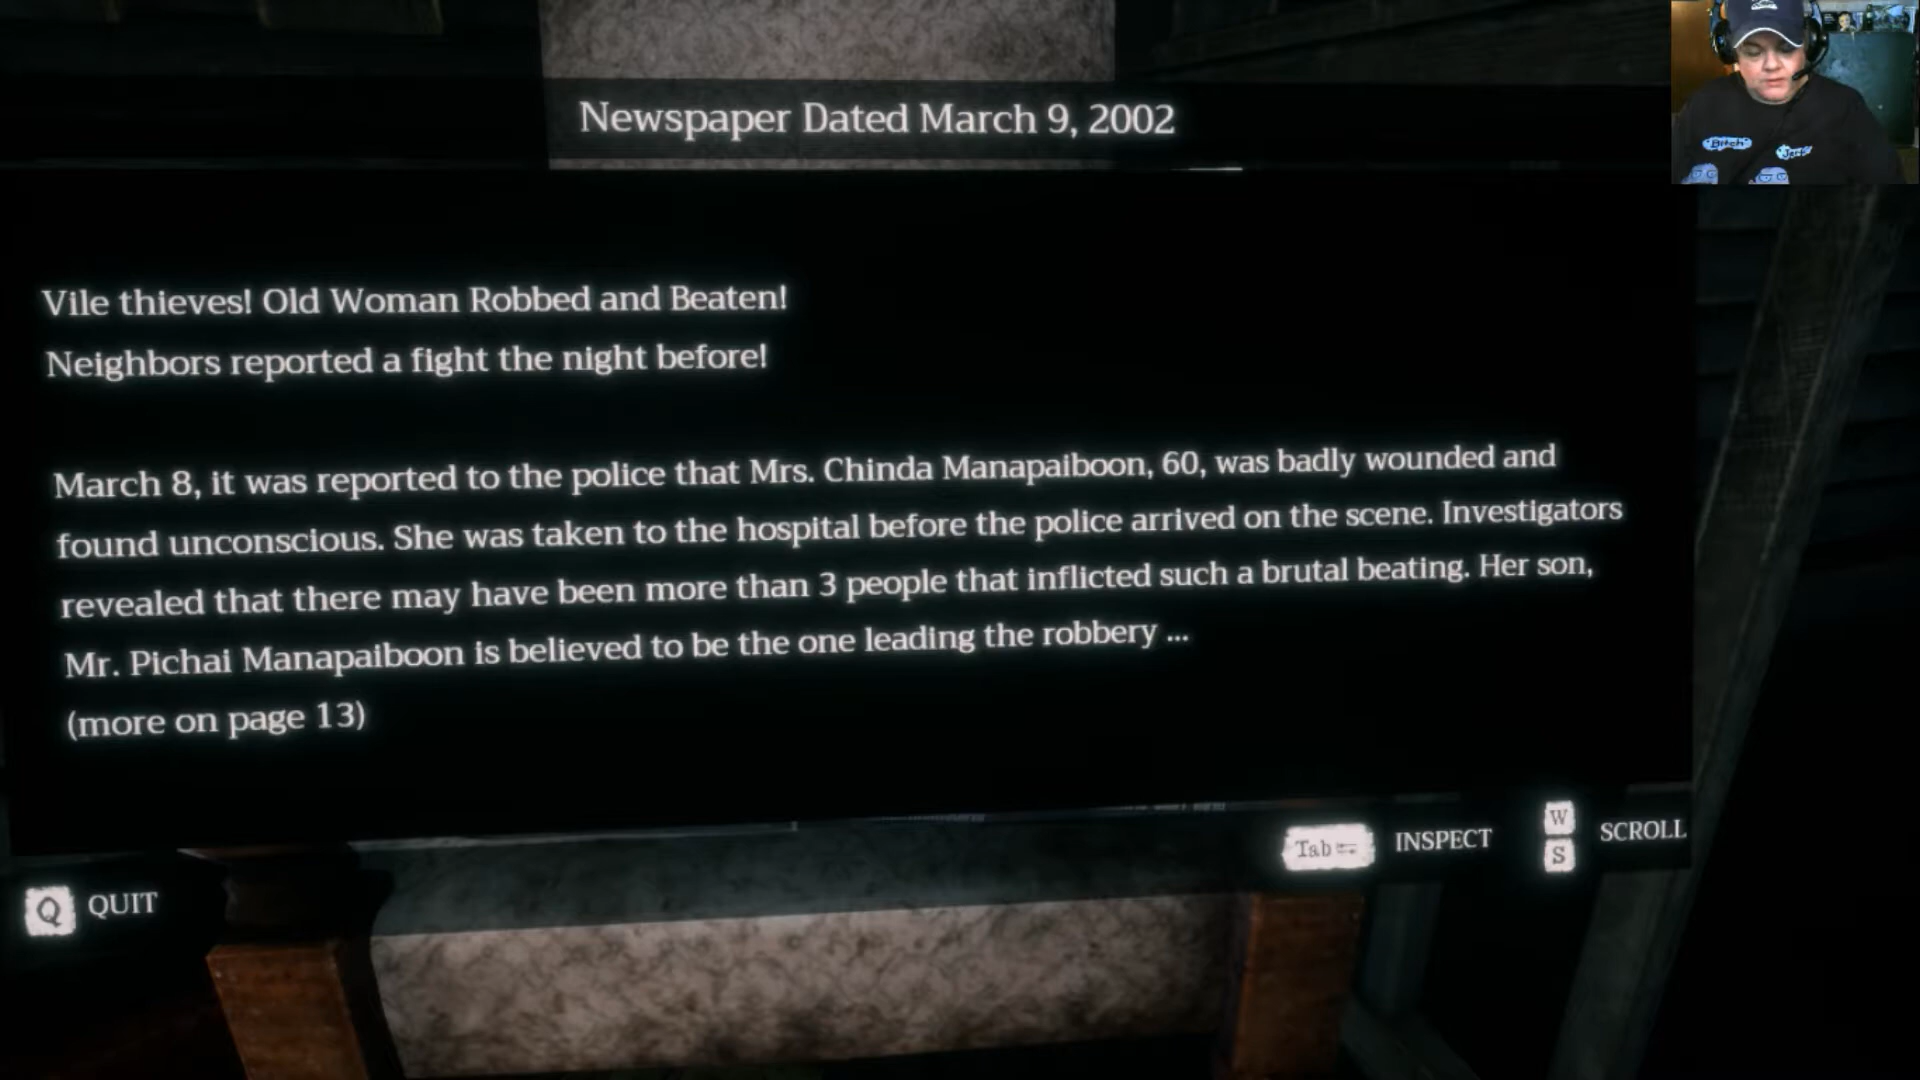 Newspaper Dated March 9, 2002
Vile thieves! Old Woman Robbed and Beaten!
Neighbors reported a fight the night before!
March 8, it was reported to the police that Mrs. Chinda Manapaiboon, 60, was badly wounded and
found unconscious. She was taken to the hospital before the police arrived on the scene. Investigators
revealed that there may have been more than 3 people that inflicted such a brutal beating. Her son,
Mr. Pichai Manapaiboon is believed to be the one leading the robbery ...
(more on page 13)
Tab INSPECT
W
S
SCROLL
Q QUIT
Bitch